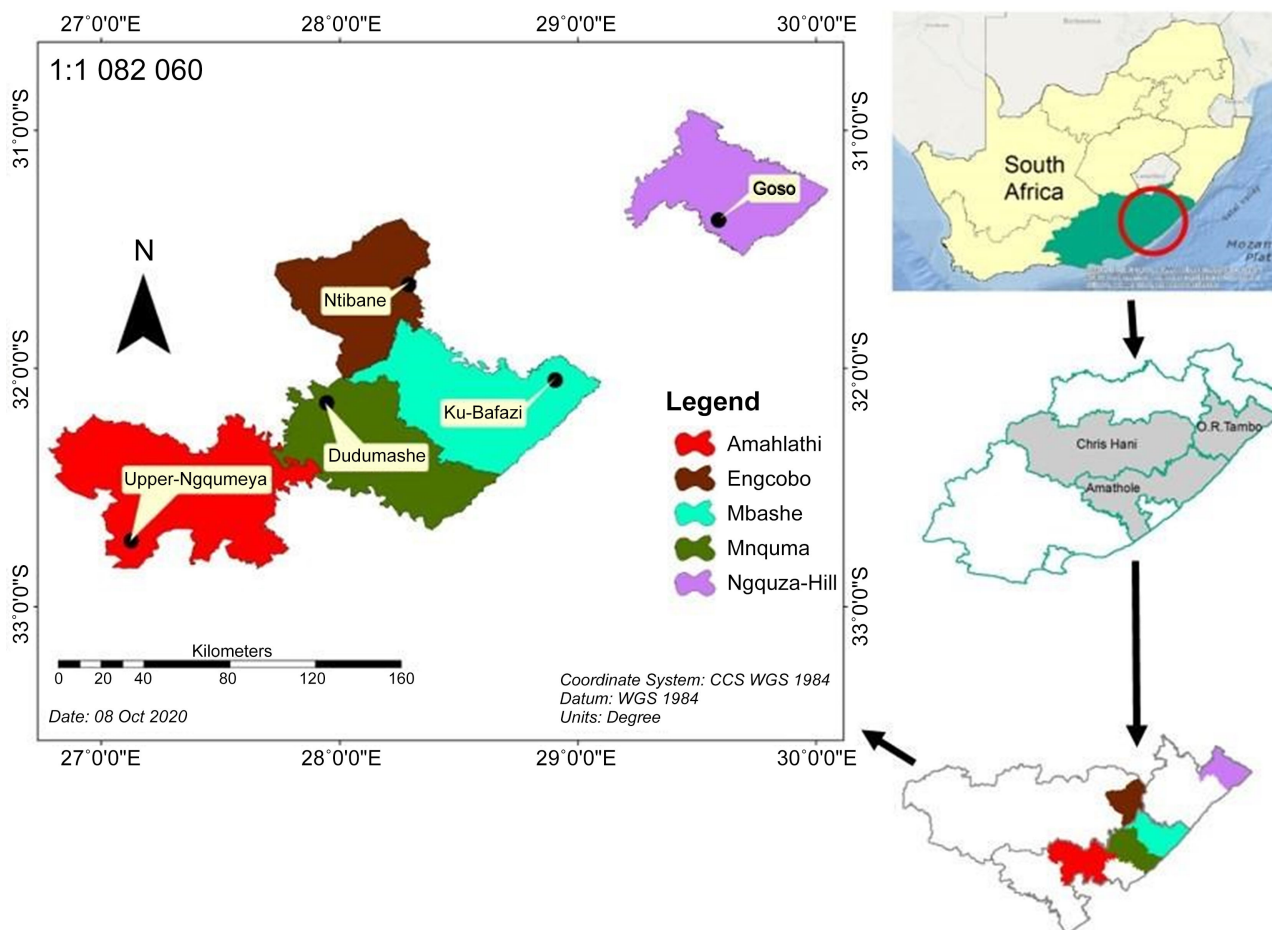 27°0'0"E
28°0'0"E
29°0'0"E
30°0'0"E
1:1 082 060
31°0'0"S
31°0'0"S
Goso
N
Ntibane
32°0'0"S
32°0'0"S
Ku-Bafazi
Dudumashe
Upper-Ngqumeya
Legend
Amahlathi
Engcobo
Mbashe
Mnquma
Ngquza-Hill
33°0'0"S
33°0'0"S
Kilometers
0 20 40 80 120 160
Coordinate System: CCS WGS 1984
Datum: WGS 1984
Units: Degree
Date: 08 Oct 2020
27°0'0"E
28°0'0"E
29°0'0"E
30°0'0"E
South
Africa
Natal Valley
Mozam
Plat
Chris Hani
O.R.Tambo
Amathole